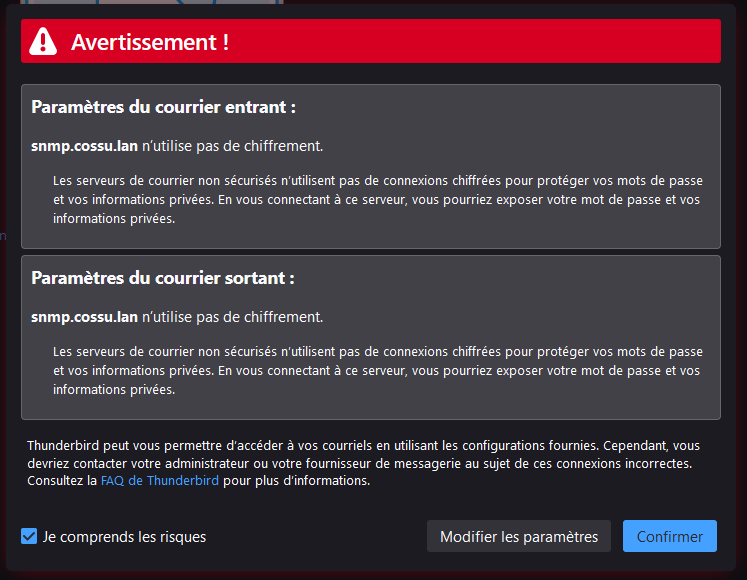 Avertissement !
Paramètres du courrier entrant :
snmp.cossu.lan n’utilise pas de chiffrement.
Les serveurs de courrier non sécurisés n’utilisent pas de connexions chiffrées pour protéger vos mots de passe
et vos informations privées. En vous connectant à ce serveur, vous pourriez exposer votre mot de passe et vos
informations privées.
Paramètres du courrier sortant :
snmp.cossu.lan n’utilise pas de chiffrement.
Les serveurs de courrier non sécurisés n’utilisent pas de connexions chiffrées pour protéger vos mots de passe
et vos informations privées. En vous connectant à ce serveur, vous pourriez exposer votre mot de passe et vos
informations privées.
Thunderbird peut vous permettre d’accéder à vos courriels en utilisant les configurations fournies. Cependant, vous
devriez contacter votre administrateur ou votre fournisseur de messagerie au sujet de ces connexions incorrectes.
Consultez la FAQ de Thunderbird pour plus d’informations.
Je comprends les risques
Modifier les paramètres
Confirmer